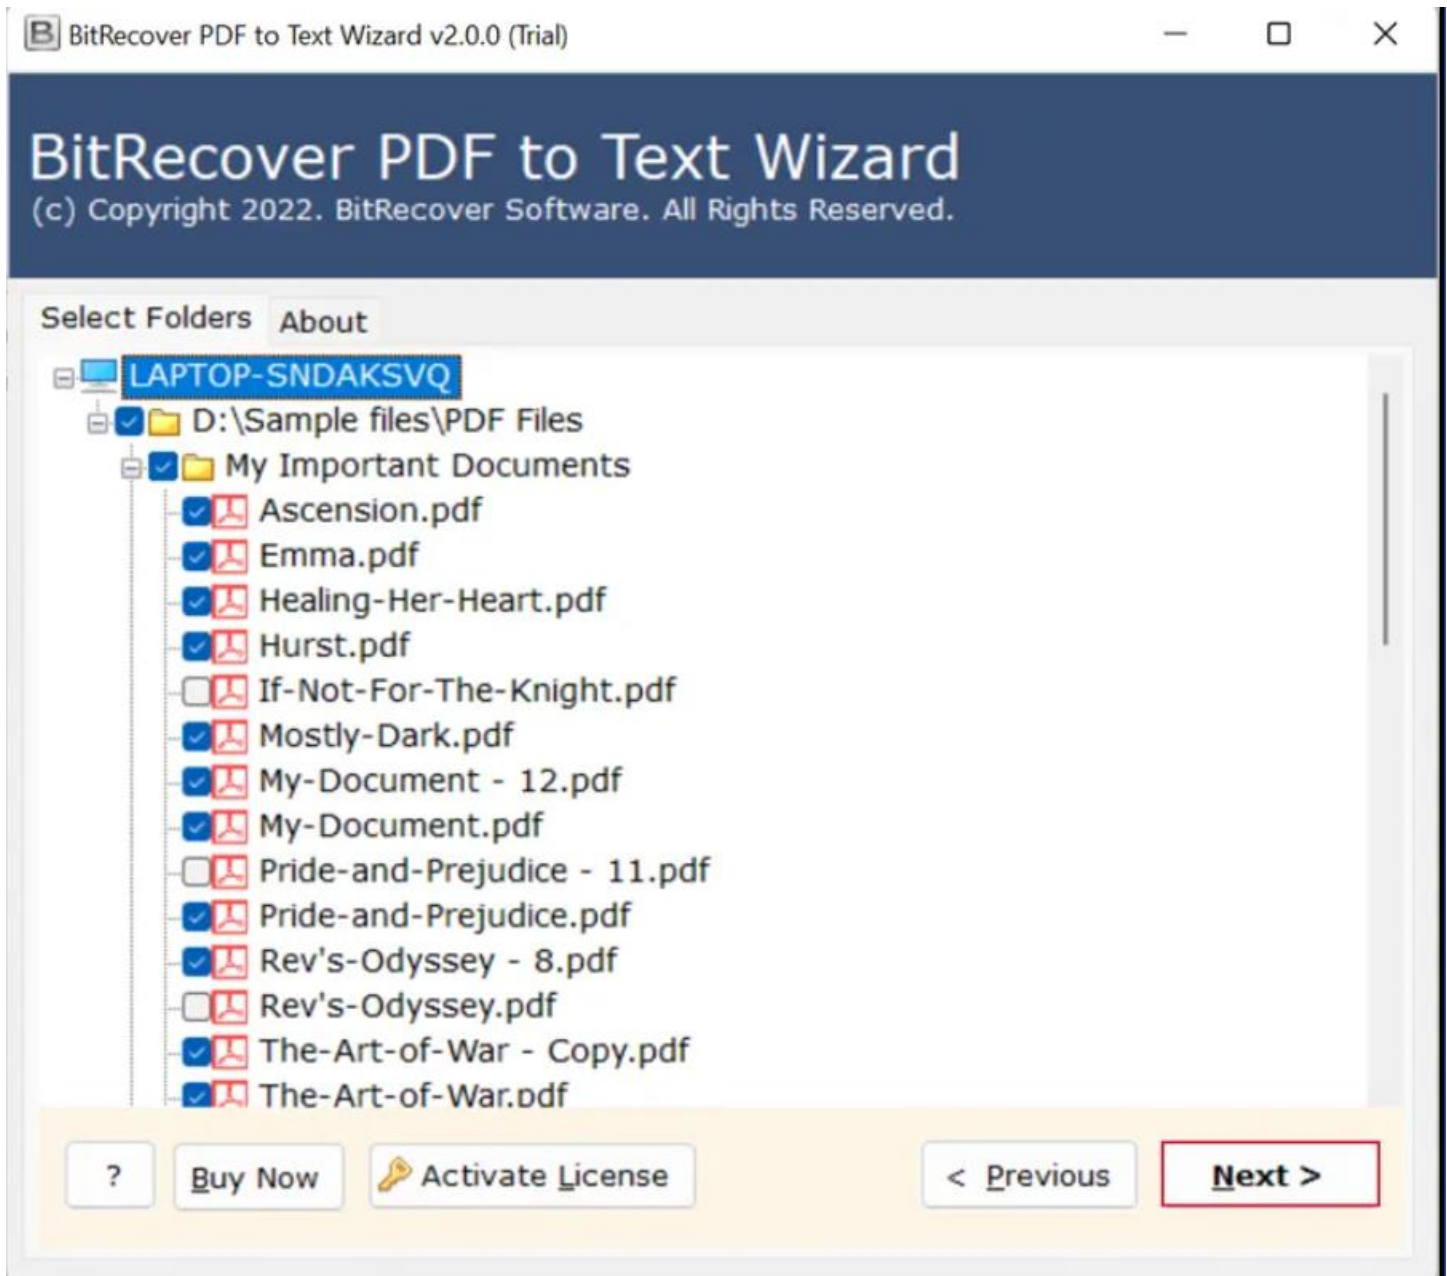 BitRecover PDF to Text Wizard v2.0.0 (Trial)
BitRecover PDF to Text Wizard
(c) Copyright 2022. BitRecover Software. All Rights Reserved.
Select Folders About
LAPTOP-SNDAKSVQ
D:\Sample files\PDF Files
My Important Documents
Ascension.pdf
Emma.pdf
Healing-Her-Heart.pdf
Hurst.pdf
If-Not-For-The-Knight.pdf
Mostly-Dark.pdf
My-Document - 12.pdf
My-Document.pdf
Pride-and-Prejudice - 11.pdf
Pride-and-Prejudice.pdf
Rev's-Odyssey - 8.pdf
Rev's-Odyssey.pdf
The-Art-of-War - Copy.pdf
The-Art-of-War.pdf
? Buy Now Activate License < Previous Next >